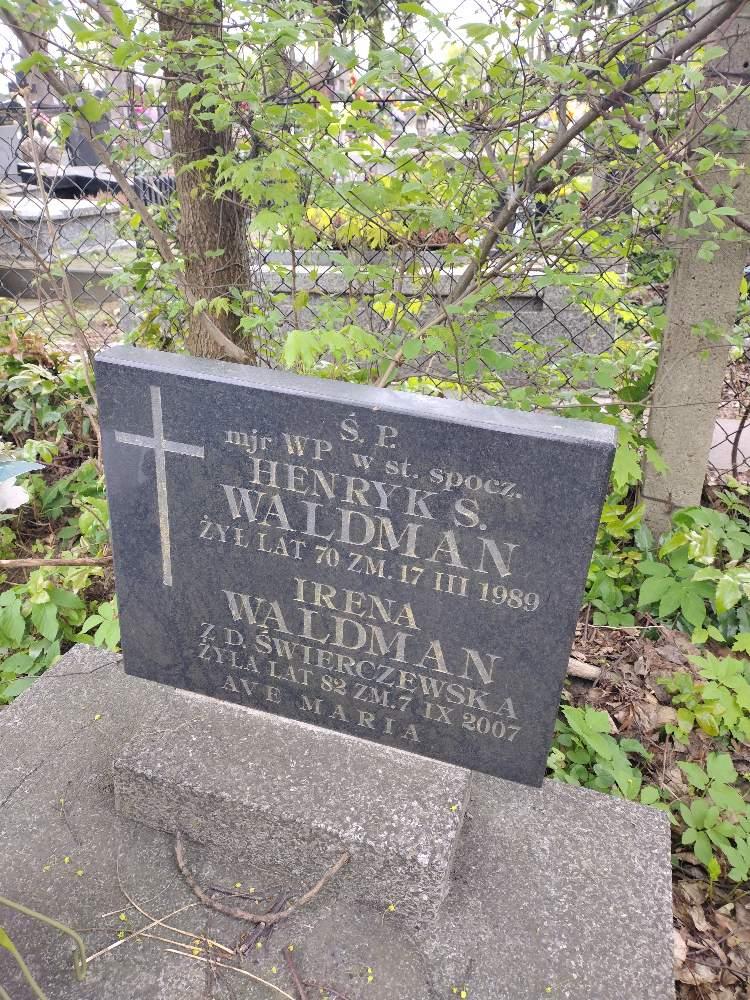 Ś. P.
mjr WP w st. spocz.
HENRYK S.
WALDMAN
ŻYŁ LAT 70 ZM. 17 III 1989
IRENA
WALDMAN
Z D. ŚWIERCZEWSKA
ŻYŁA LAT 82 ZM. 7 IX 2007
AVE MARIA